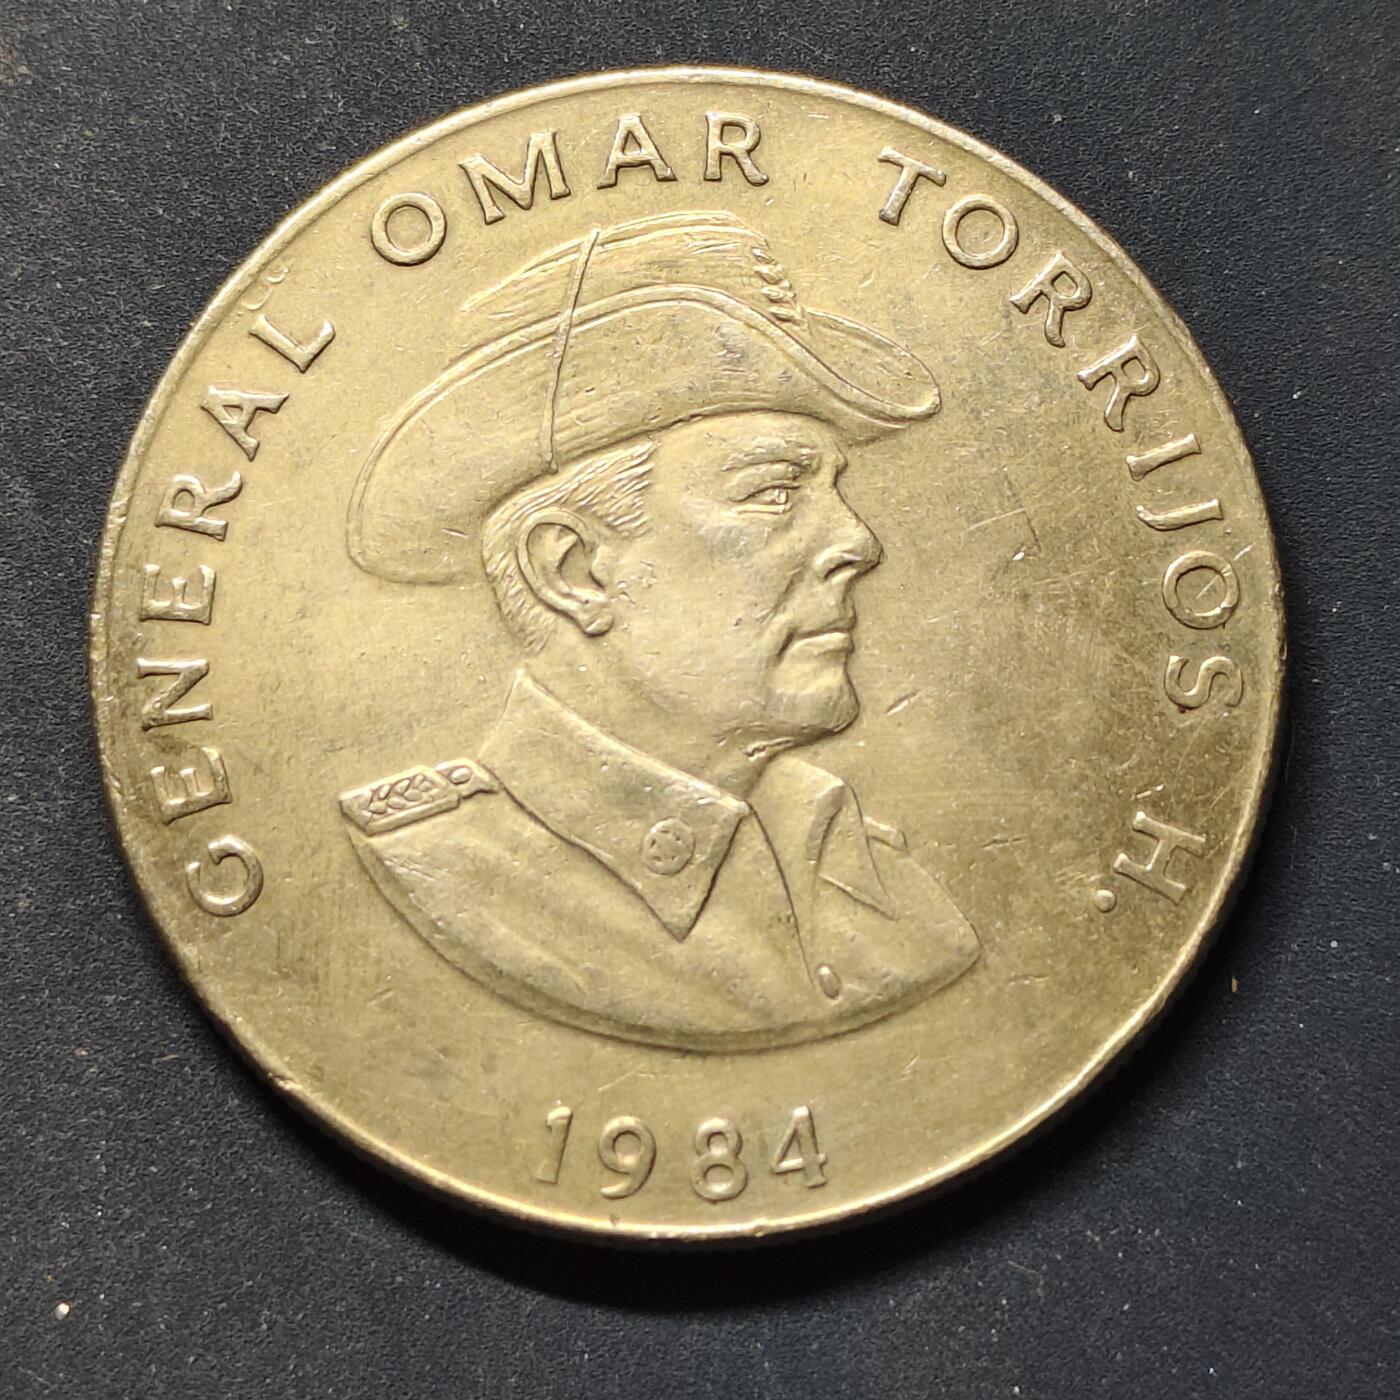 GENERAL OMAR TORRIJOS H.
1984